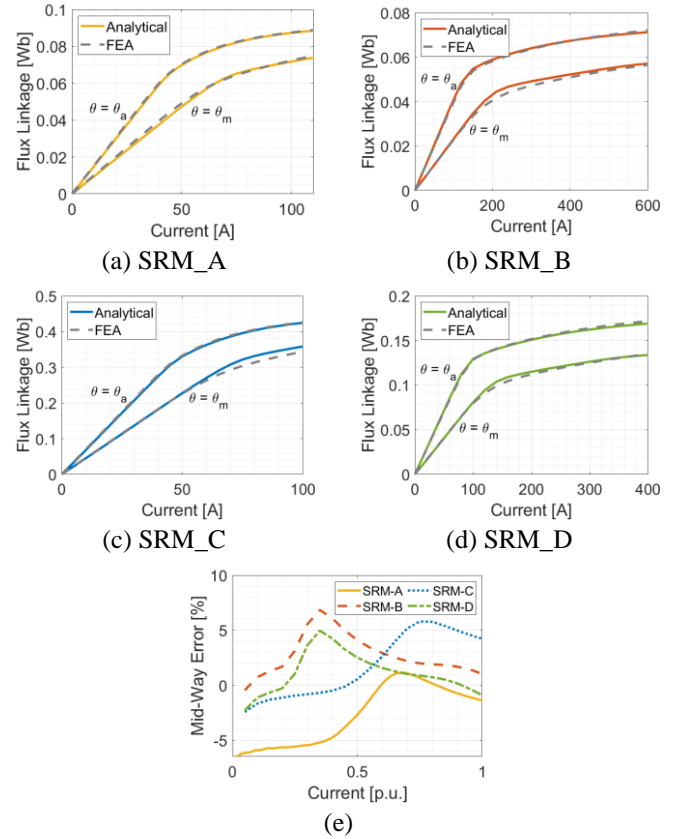 0.1
0.08
0.06
0.04
0.02
0
Flux Linkage [Wb]
Analytical
FEA
θ = θa
θ = θm
0 50 100
Current [A]
(a) SRM_A
0.08
0.06
0.04
0.02
0.00
Flux Linkage [Wb]
Analytical
FEA
θ = θa
θ = θm
0 200 400 600
Current [A]
(b) SRM_B
0.5
0.4
0.3
0.2
0.1
0
Flux Linkage [Wb]
Analytical
FEA
θ = θa
θ = θm
0 50 100
Current [A]
(c) SRM_C
0.2
0.15
0.1
0.05
0.00
Flux Linkage [Wb]
Analytical
FEA
θ = θa
θ = θm
0 100 200 300 400
Current [A]
(d) SRM_D
10
5
0
-5
Mid-Way Error [%]
SRM-A SRM-C
SRM-B SRM-D
0 0.5 1
Current [p.u.]
(e)